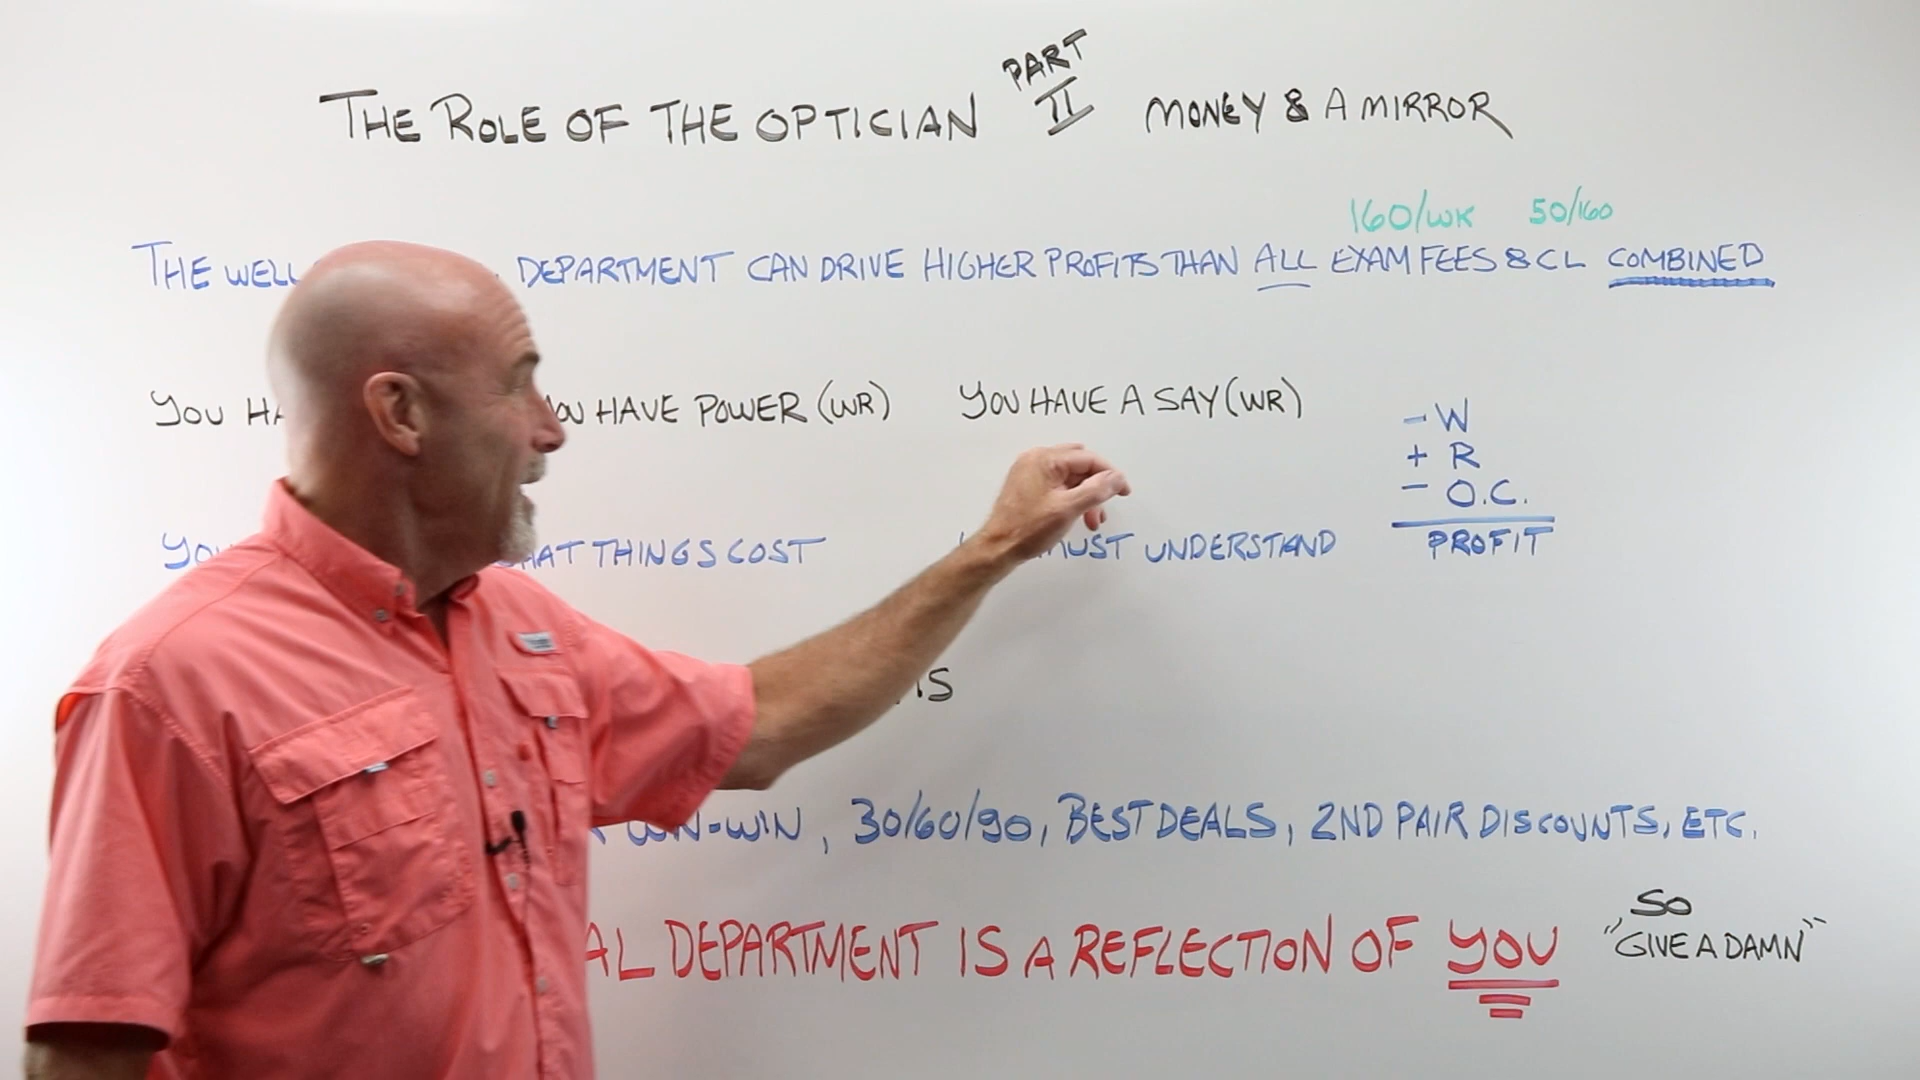 THE ROLE OF THE OPTICIAN PART II MONEY & A MIRROR
160/WK 50/160
THE WELL DEPARTMENT CAN DRIVE HIGHER PROFITS THAN ALL EXAM FEES & CL COMBINED
YOU HA OU HAVE POWER (WR) YOU HAVE A SAY (WR)
- W
+ R
- O.C.
PROFIT
YOU HAT THINGS COST MUST UNDERSTAND
IS
WIN-WIN, 30/60/90, BEST DEALS, 2ND PAIR DISCOUNTS, ETC.
AL DEPARTMENT IS A REFLECTION OF YOU
SO
"GIVE A DAMN"